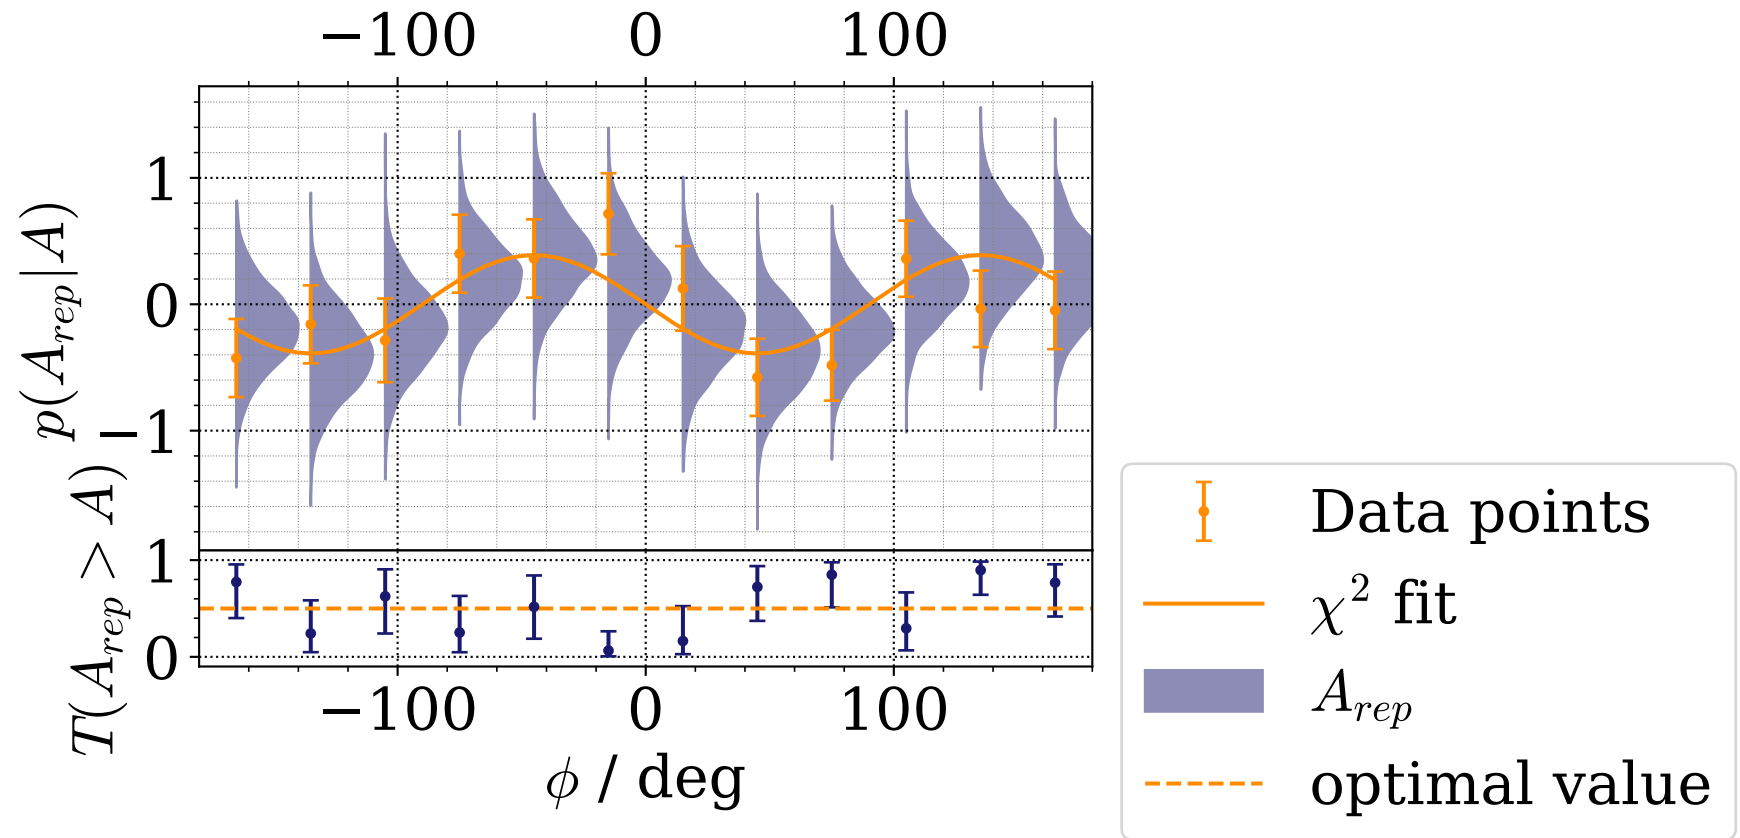 −100 0 100
p(A_rep|A)
1
0
−1
T(A_rep > A)
1
0
−100 0 100
ϕ / deg
Data points
χ² fit
A_rep
optimal value